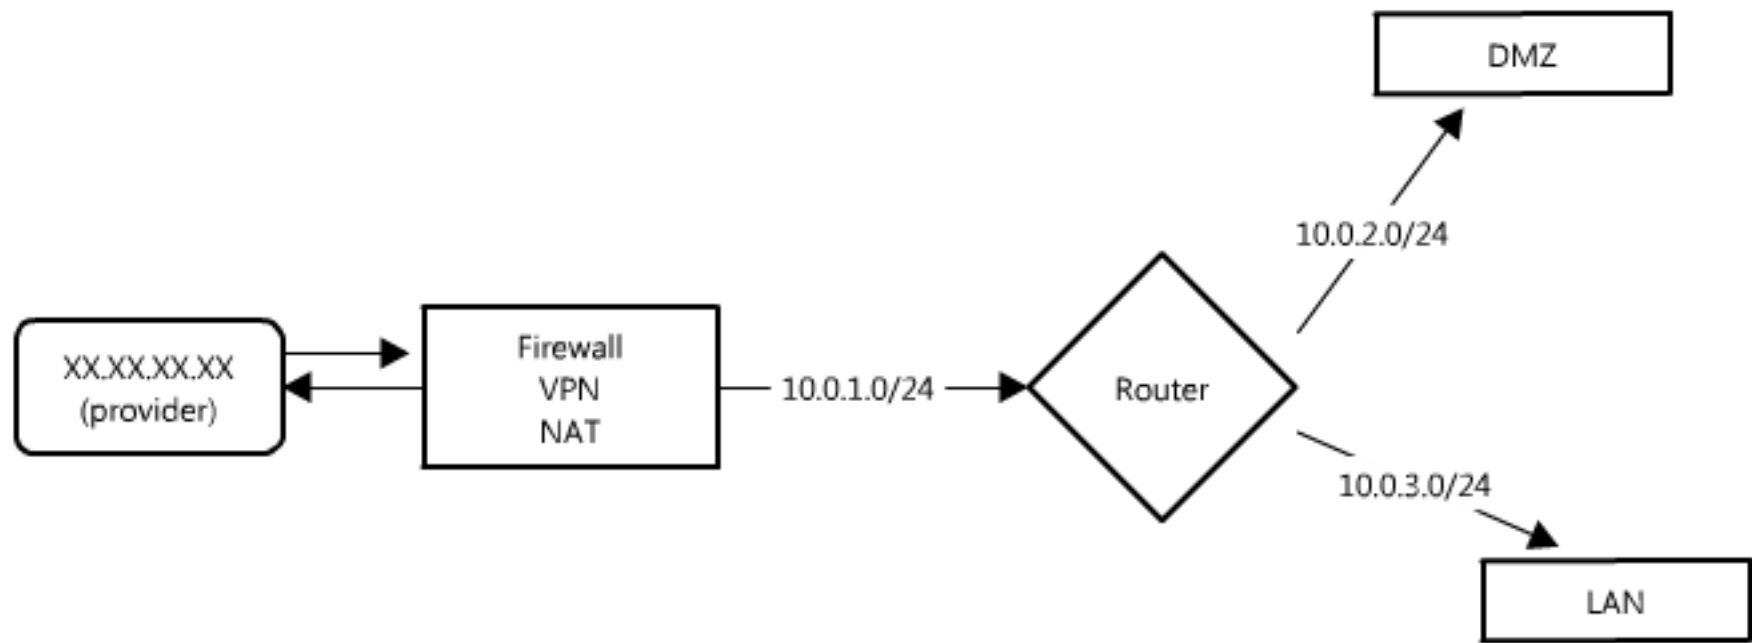 XX.XX.XX.XX
(provider)
Firewall
VPN
NAT
10.0.1.0/24
Router
10.0.2.0/24
DMZ
10.0.3.0/24
LAN